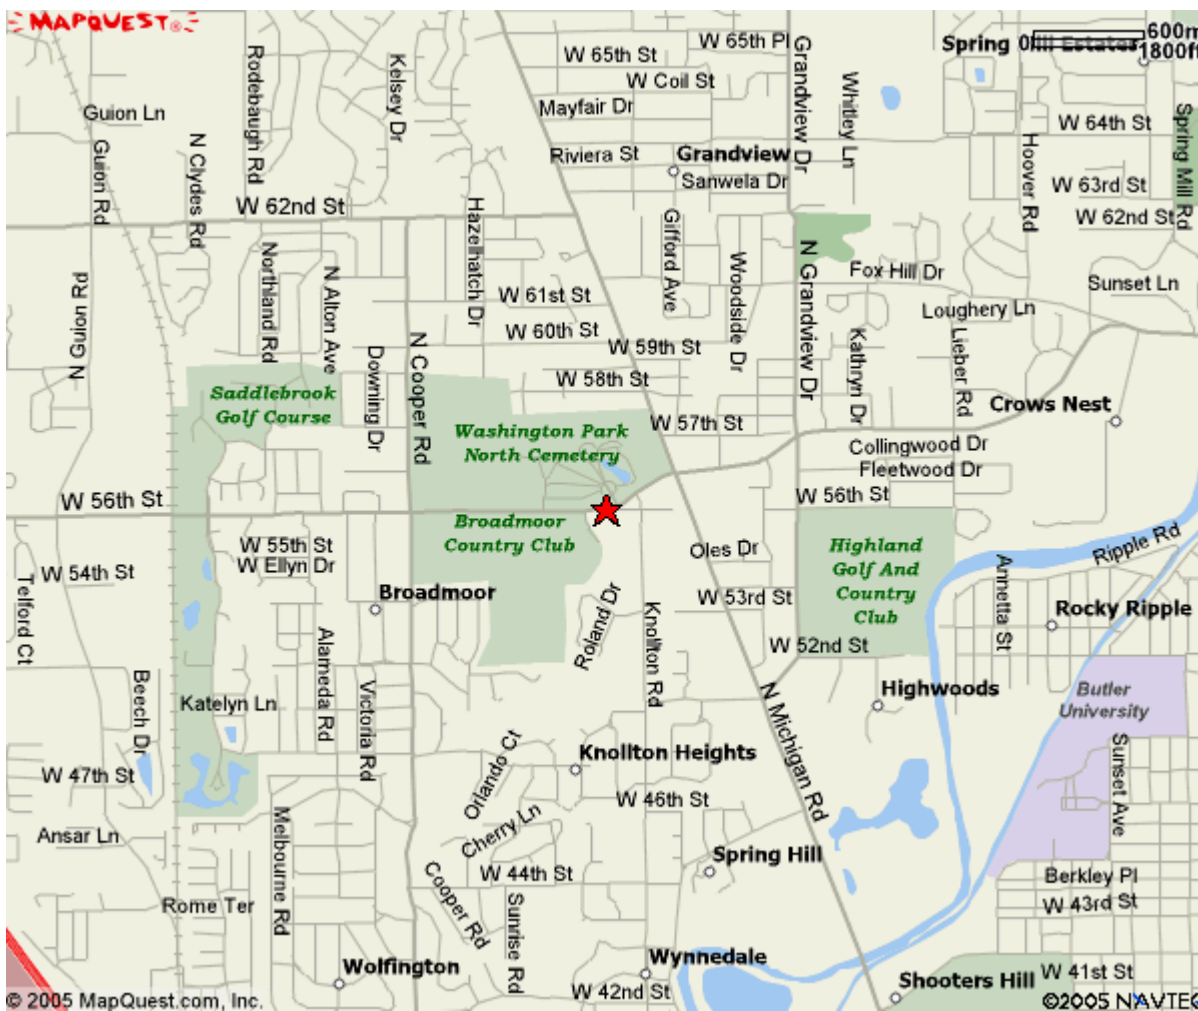 MAPQUEST
W 65th Pl
Spring Hill Estates
600m
0
1800ft
W 65th St
W Coil St
Rodebaugh Rd
Kelsey Dr
Grandview Dr
Whitley Ln
Guion Ln
Mayfair Dr
W 64th St
Spring Mill Rd
Guion Rd
N Clydes Rd
Riviera St
Grandview
Hoover Rd
Sanwela Dr
W 63rd St
W 62nd St
W 62nd St
Hazelhatch Dr
Gifford Ave
Woodside Dr
N Grandview Dr
Fox Hill Dr
Sunset Ln
N Guion Rd
Northland Rd
N Alton Ave
W 61st St
Loughery Ln
W 60th St
W 59th St
Kathryn Dr
Lieber Rd
N Cooper Rd
Downing Dr
W 58th St
Saddlebrook
Golf Course
Crows Nest
Washington Park
North Cemetery
W 57th St
Collingwood Dr
Fleetwood Dr
W 56th St
W 56th St
Broadmoor
Country Club
W 55th St
W Ellyn Dr
Oles Dr
Highland
Golf And
Country
Club
Ripple Rd
W 54th St
Telford Ct
Broadmoor
Roland Dr
Knollton Rd
W 53rd St
Annetta St
Rocky Ripple
Alameda Rd
W 52nd St
Beech Dr
Katelyn Ln
Victoria Rd
N Michigan Rd
Highwoods
Butler
University
Orlando Ct
Knollton Heights
Sunset Ave
W 47th St
W 46th St
Ansar Ln
Melbourne Rd
Cherry Ln
Spring Hill
W 44th St
Berkley Pl
Rome Ter
Cooper Rd
Sunrise Rd
W 43rd St
Wolfington
Wynnedale
Shooters Hill
W 41st St
W 42nd St
© 2005 MapQuest.com, Inc.
©2005 NAVTEQ